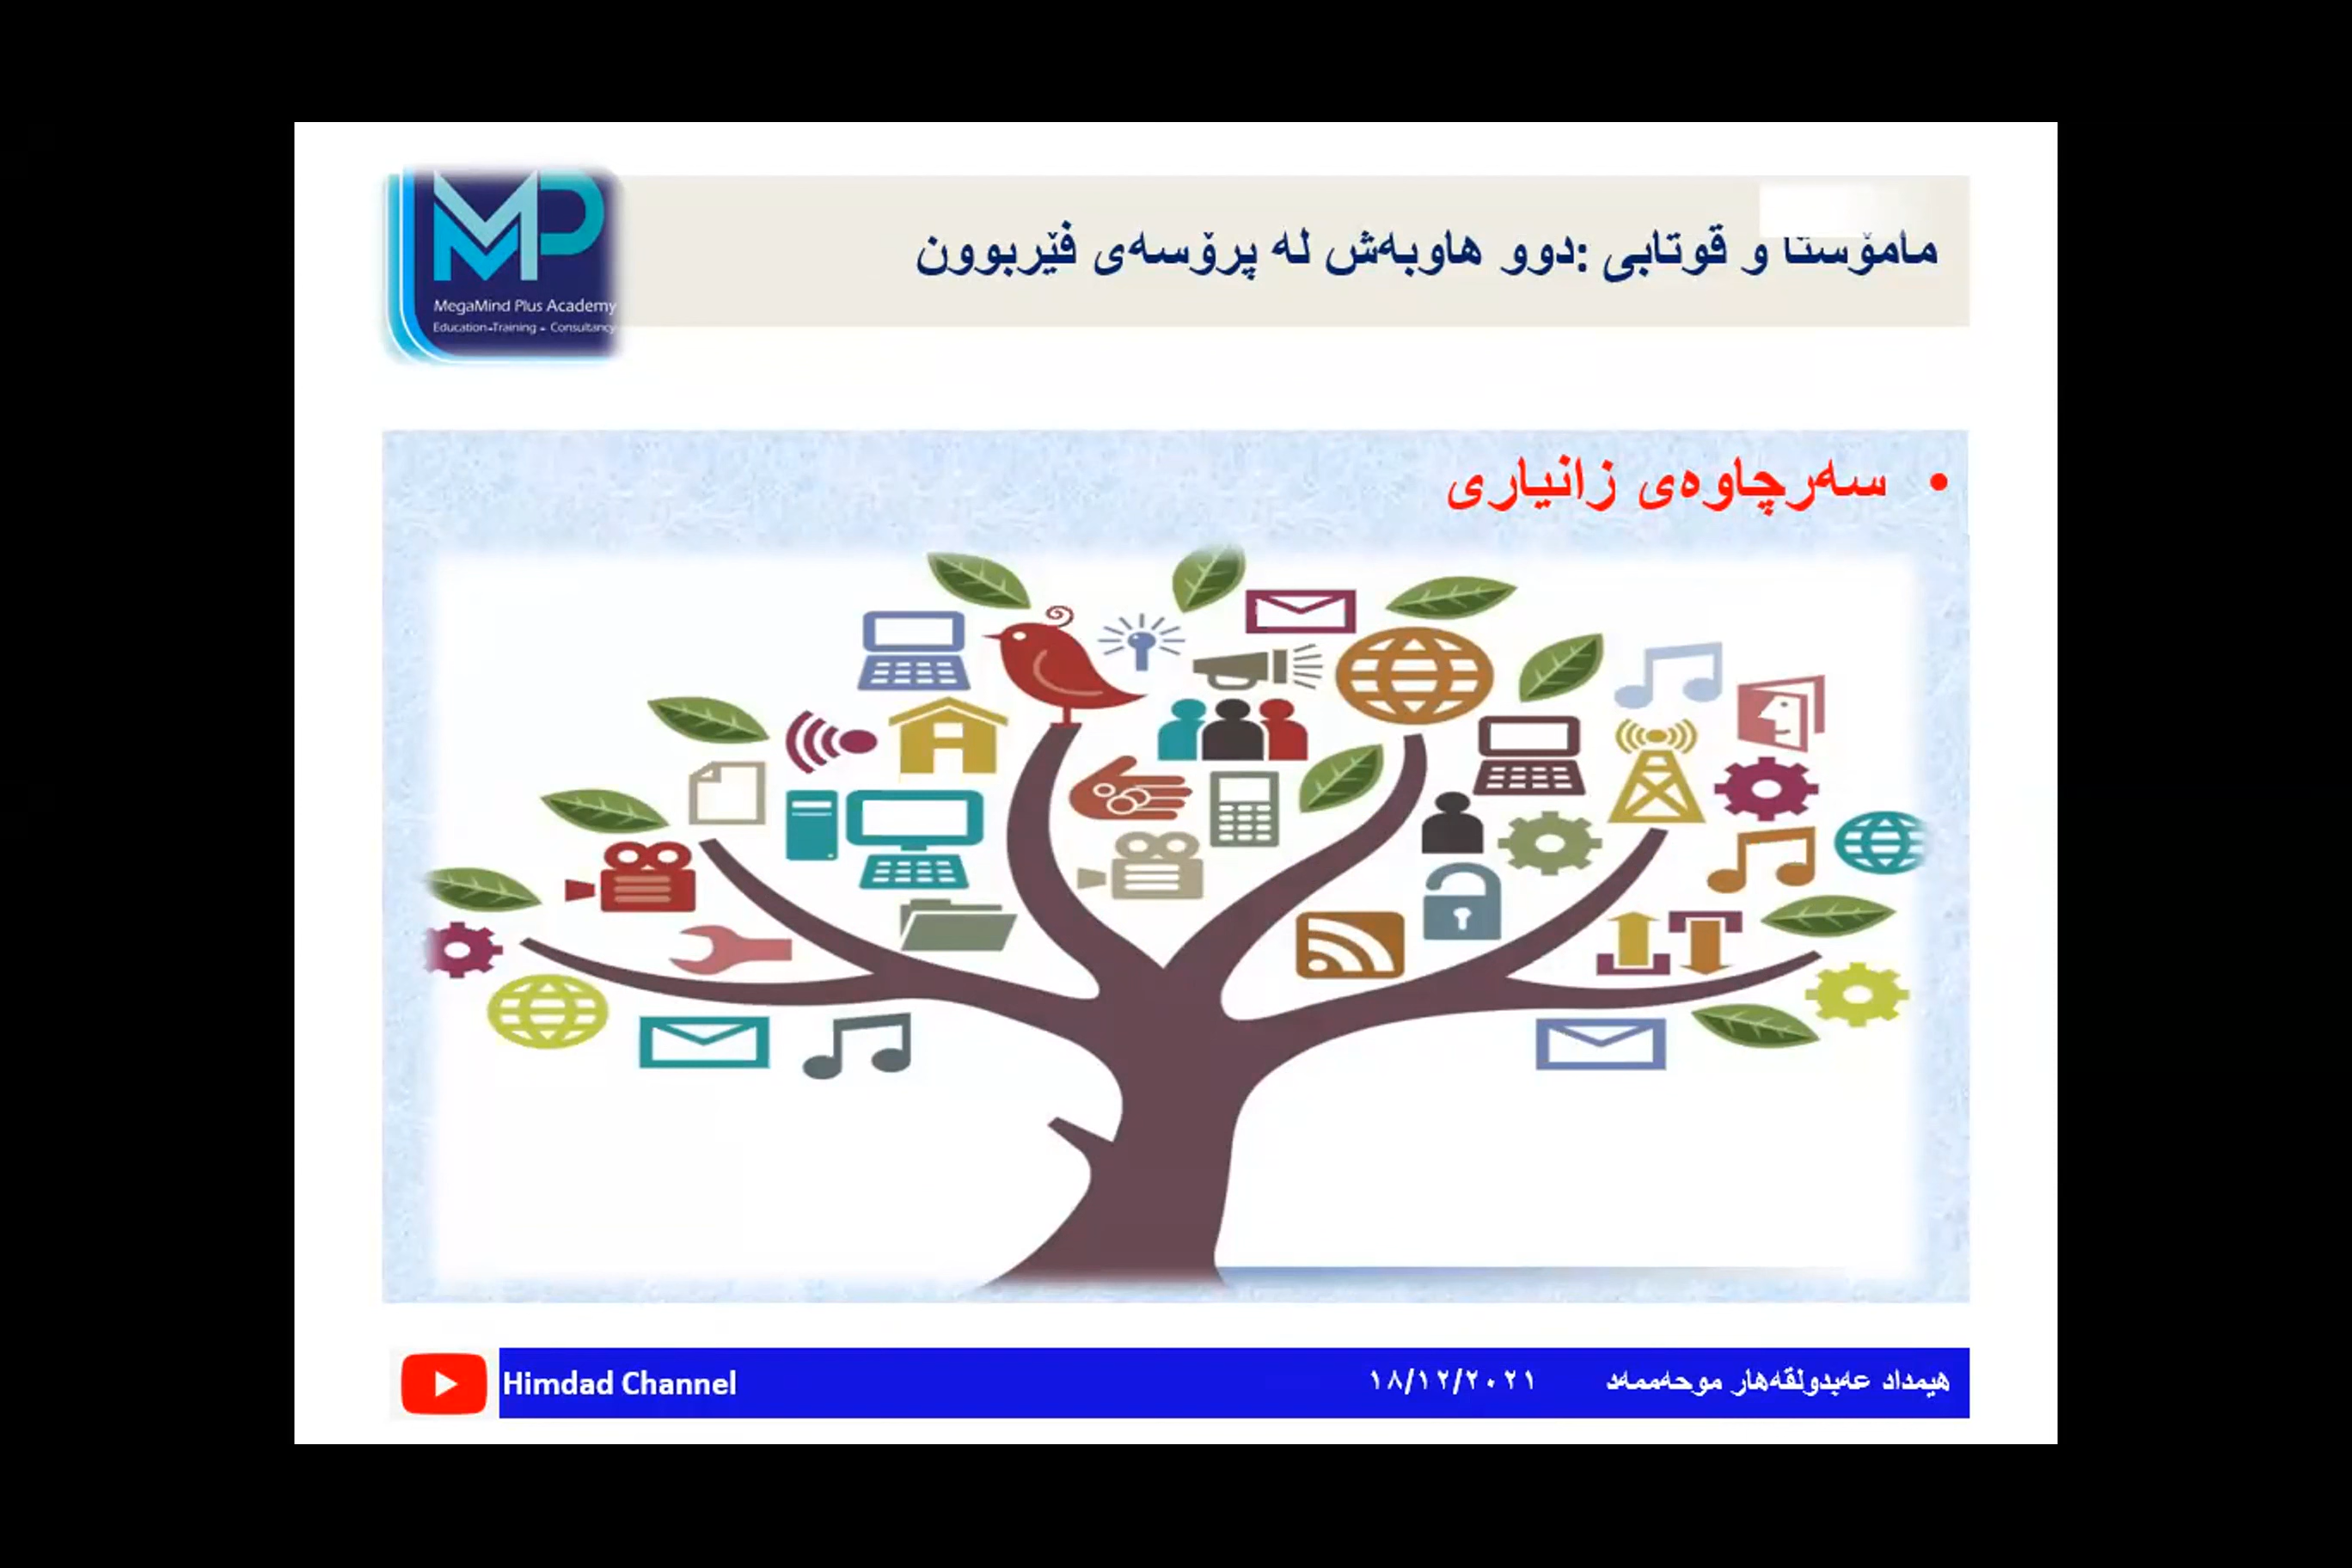 MegaMind Plus Academy
Education-Training - Consultancy
مامۆستا و قوتابی :دوو هاوبەش لە پرۆسەی فێربوون
• سەرچاوەی زانیاری
Himdad Channel
هیمداد عەبدولقەهار موحەممەد ١٨/١٢/٢٠٢١